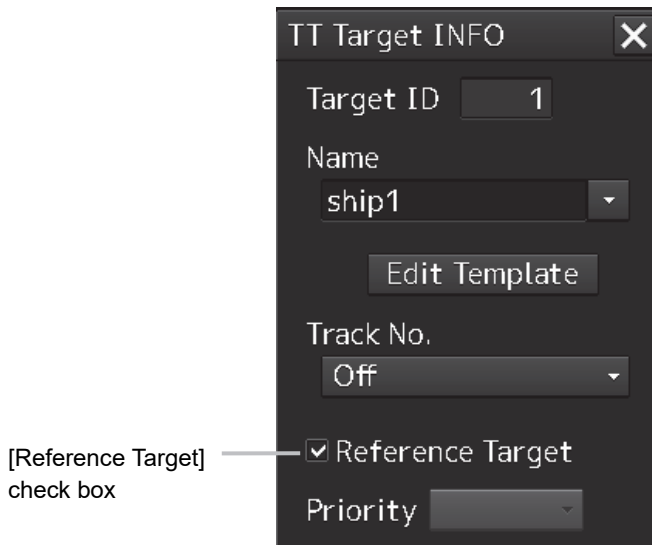 TT Target INFO
Target ID 1
Name
ship1
Edit Template
Track No.
Off
[Reference Target]
check box
Reference Target
Priority